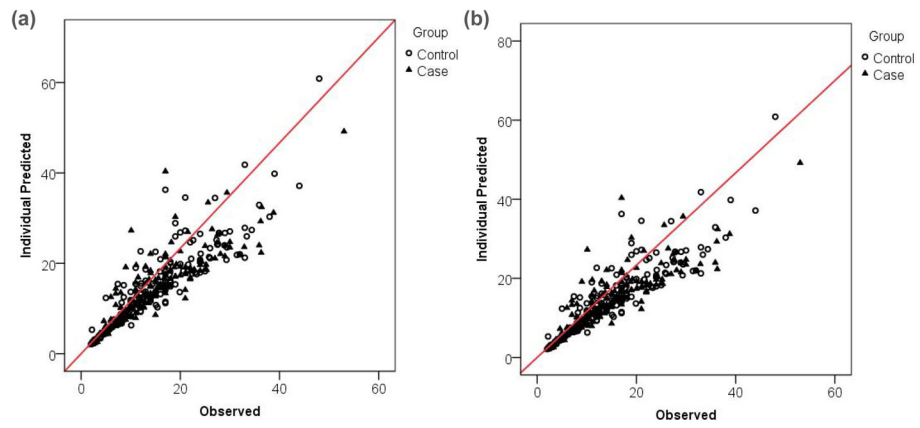 (a)
Group
Control
Case
Individual Predicted
60
40
20
0
0
20
40
60
Observed
(b)
Group
Control
Case
Individual Predicted
80
60
40
20
0
0
20
40
60
Observed